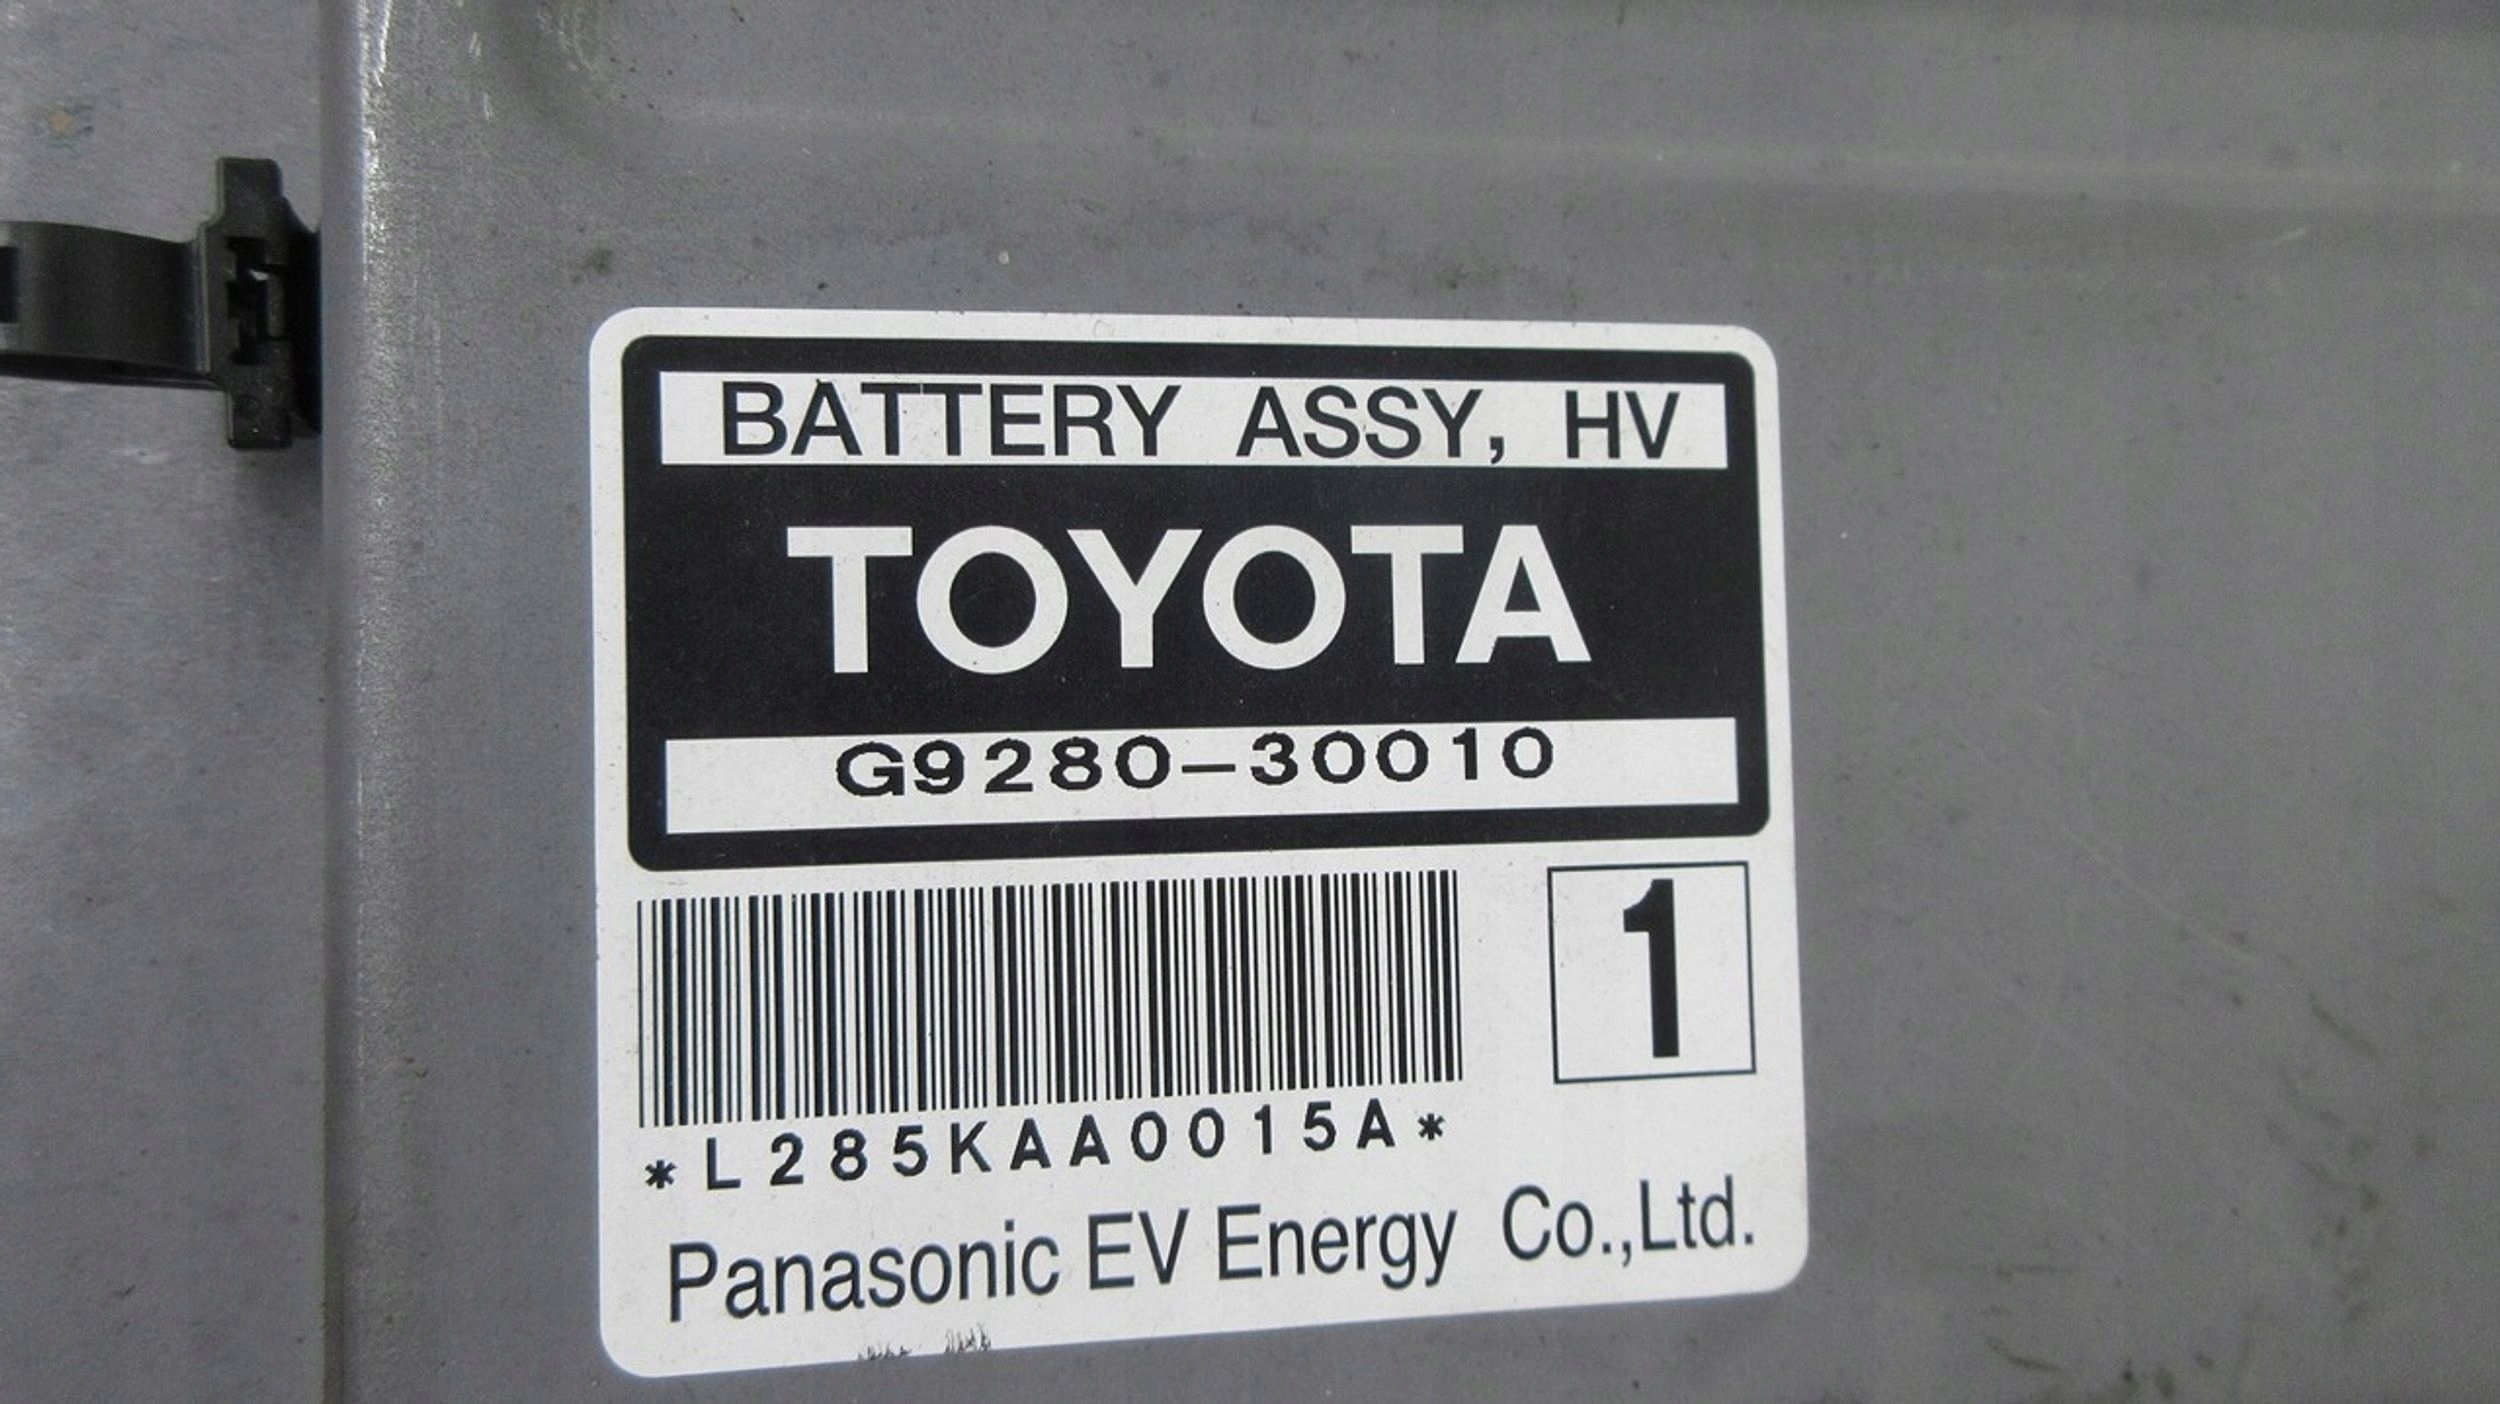 BATTERY ASSY, HV
TOYOTA
G9280-30010
1
*L285KAA0015A*
Panasonic EV Energy Co.,Ltd.